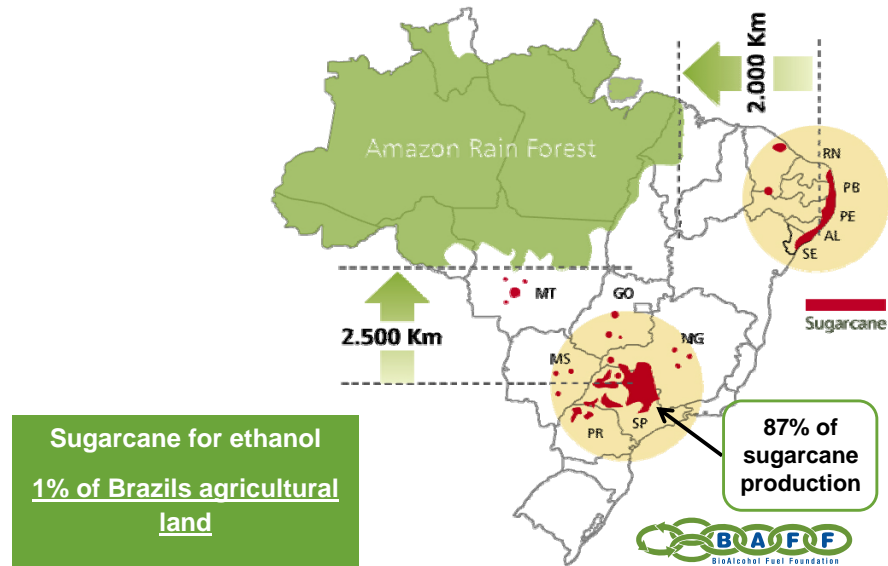 2.000 Km
Amazon Rain Forest
RN
PB
PE
AL
SE
MT
GO
2.500 Km
MS
MG
Sugarcane
SP
PR
Sugarcane for ethanol
1% of Brazils agricultural
land
87% of
sugarcane
production
BAFF
BioAlcohol Fuel Foundation